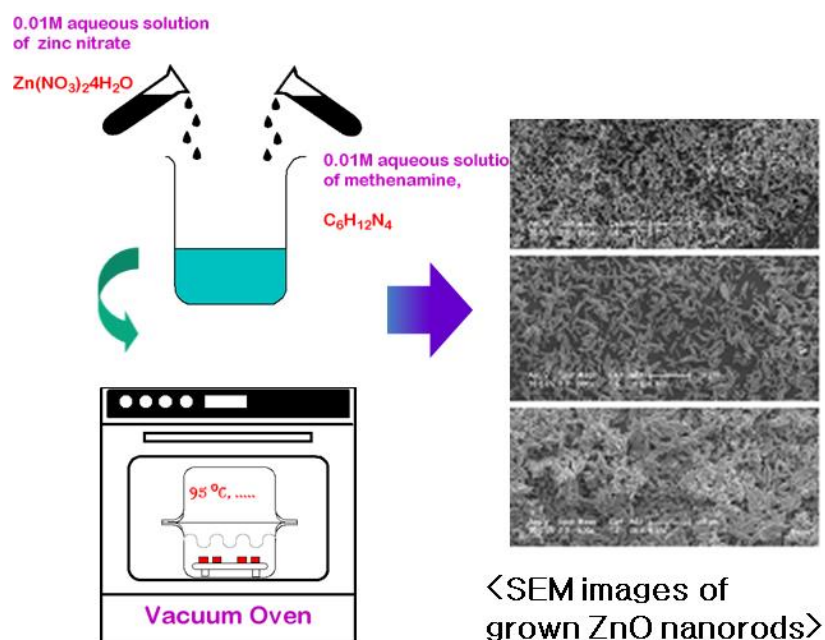 0.01M aqueous solution
of zinc nitrate
Zn(NO₃)₂4H₂O
0.01M aqueous solutio
of methenamine,
C₆H₁₂N₄
95 ºC, .....
Vacuum Oven
<SEM images of
grown ZnO nanorods>